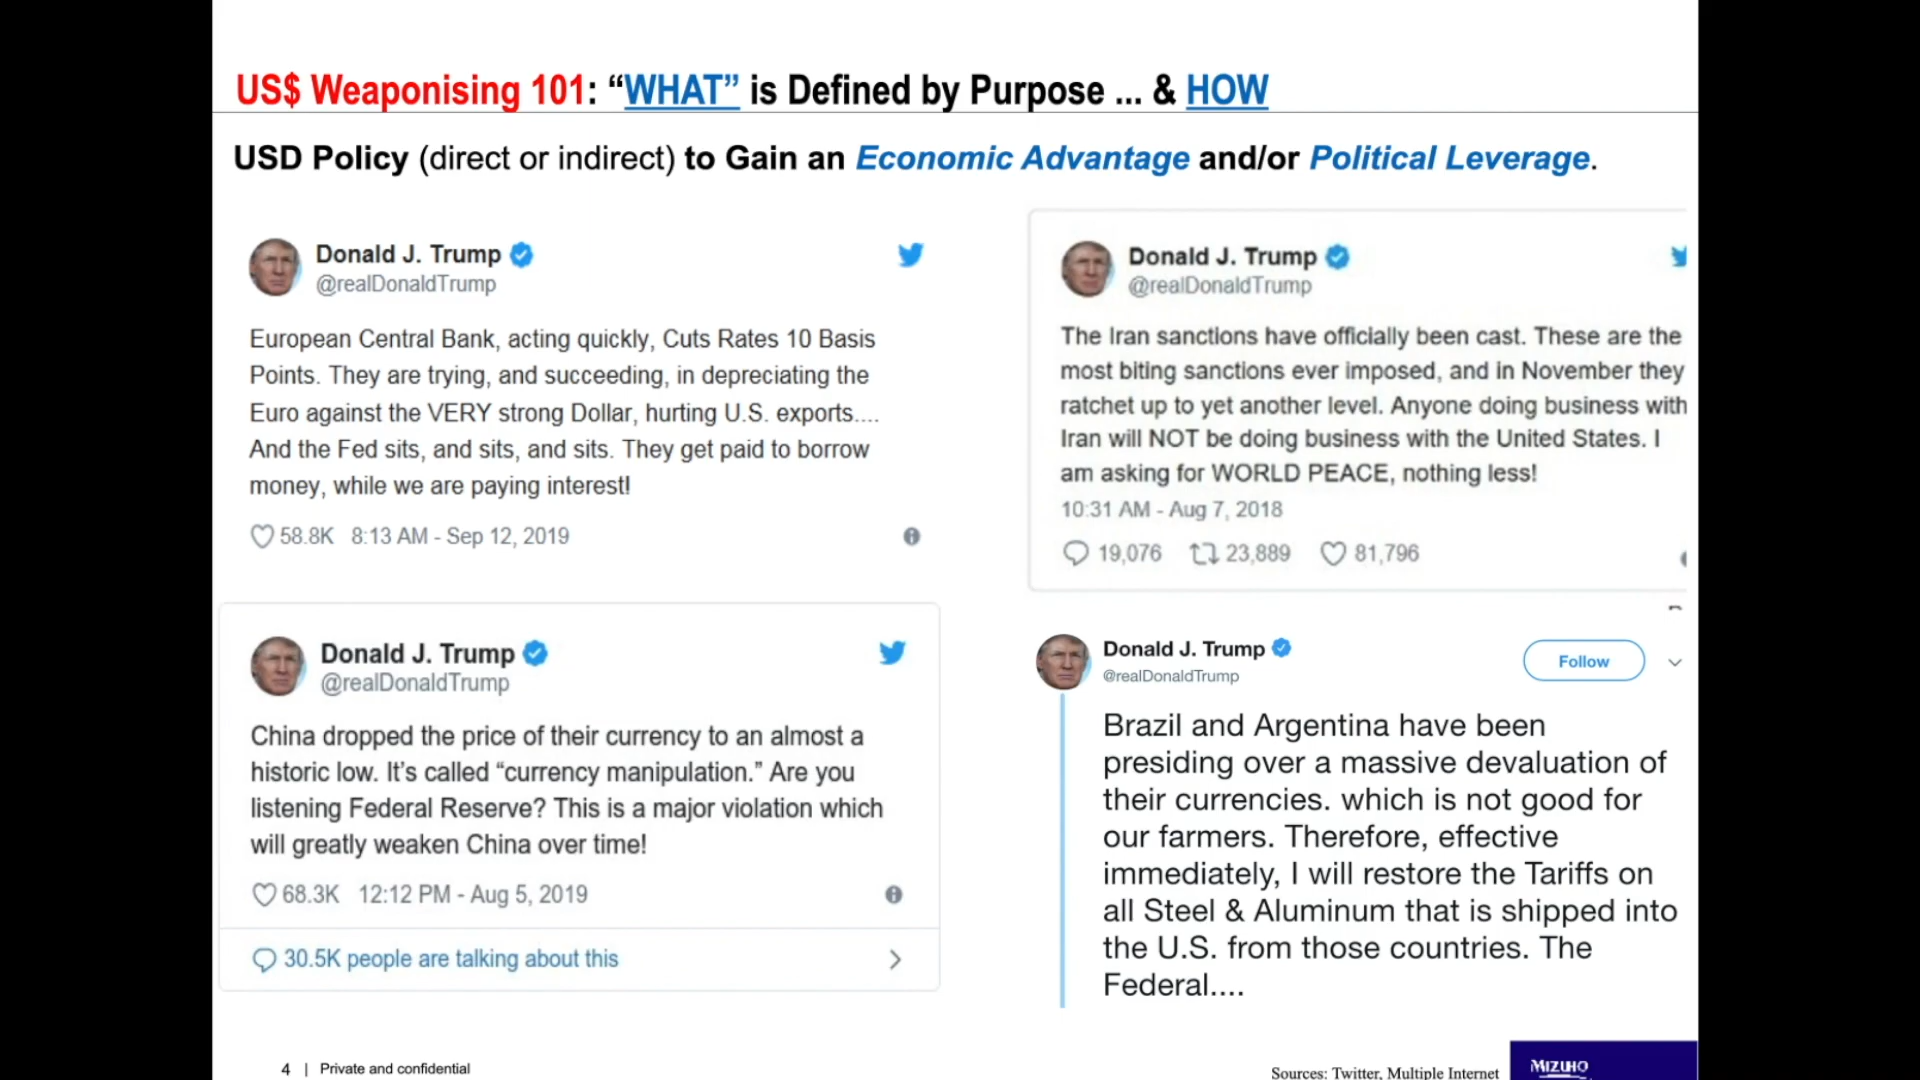 US$ Weaponising 101: “WHAT” is Defined by Purpose ... & HOW
USD Policy (direct or indirect) to Gain an Economic Advantage and/or Political Leverage.
Donald J. Trump
@realDonaldTrump
European Central Bank, acting quickly, Cuts Rates 10 Basis
Points. They are trying, and succeeding, in depreciating the
Euro against the VERY strong Dollar, hurting U.S. exports....
And the Fed sits, and sits, and sits. They get paid to borrow
money, while we are paying interest!
58.8K 8:13 AM - Sep 12, 2019
Donald J. Trump
@realDonaldTrump
The Iran sanctions have officially been cast. These are the
most biting sanctions ever imposed, and in November they
ratchet up to yet another level. Anyone doing business with
Iran will NOT be doing business with the United States. I
am asking for WORLD PEACE, nothing less!
10:31 AM - Aug 7, 2018
19,076 23,889 81,796
Donald J. Trump
@realDonaldTrump
China dropped the price of their currency to an almost a
historic low. It’s called “currency manipulation.” Are you
listening Federal Reserve? This is a major violation which
will greatly weaken China over time!
68.3K 12:12 PM - Aug 5, 2019
30.5K people are talking about this
Donald J. Trump
@realDonaldTrump
Follow
Brazil and Argentina have been
presiding over a massive devaluation of
their currencies. which is not good for
our farmers. Therefore, effective
immediately, I will restore the Tariffs on
all Steel & Aluminum that is shipped into
the U.S. from those countries. The
Federal....
4 | Private and confidential
Sources: Twitter, Multiple Internet
MIZUHO